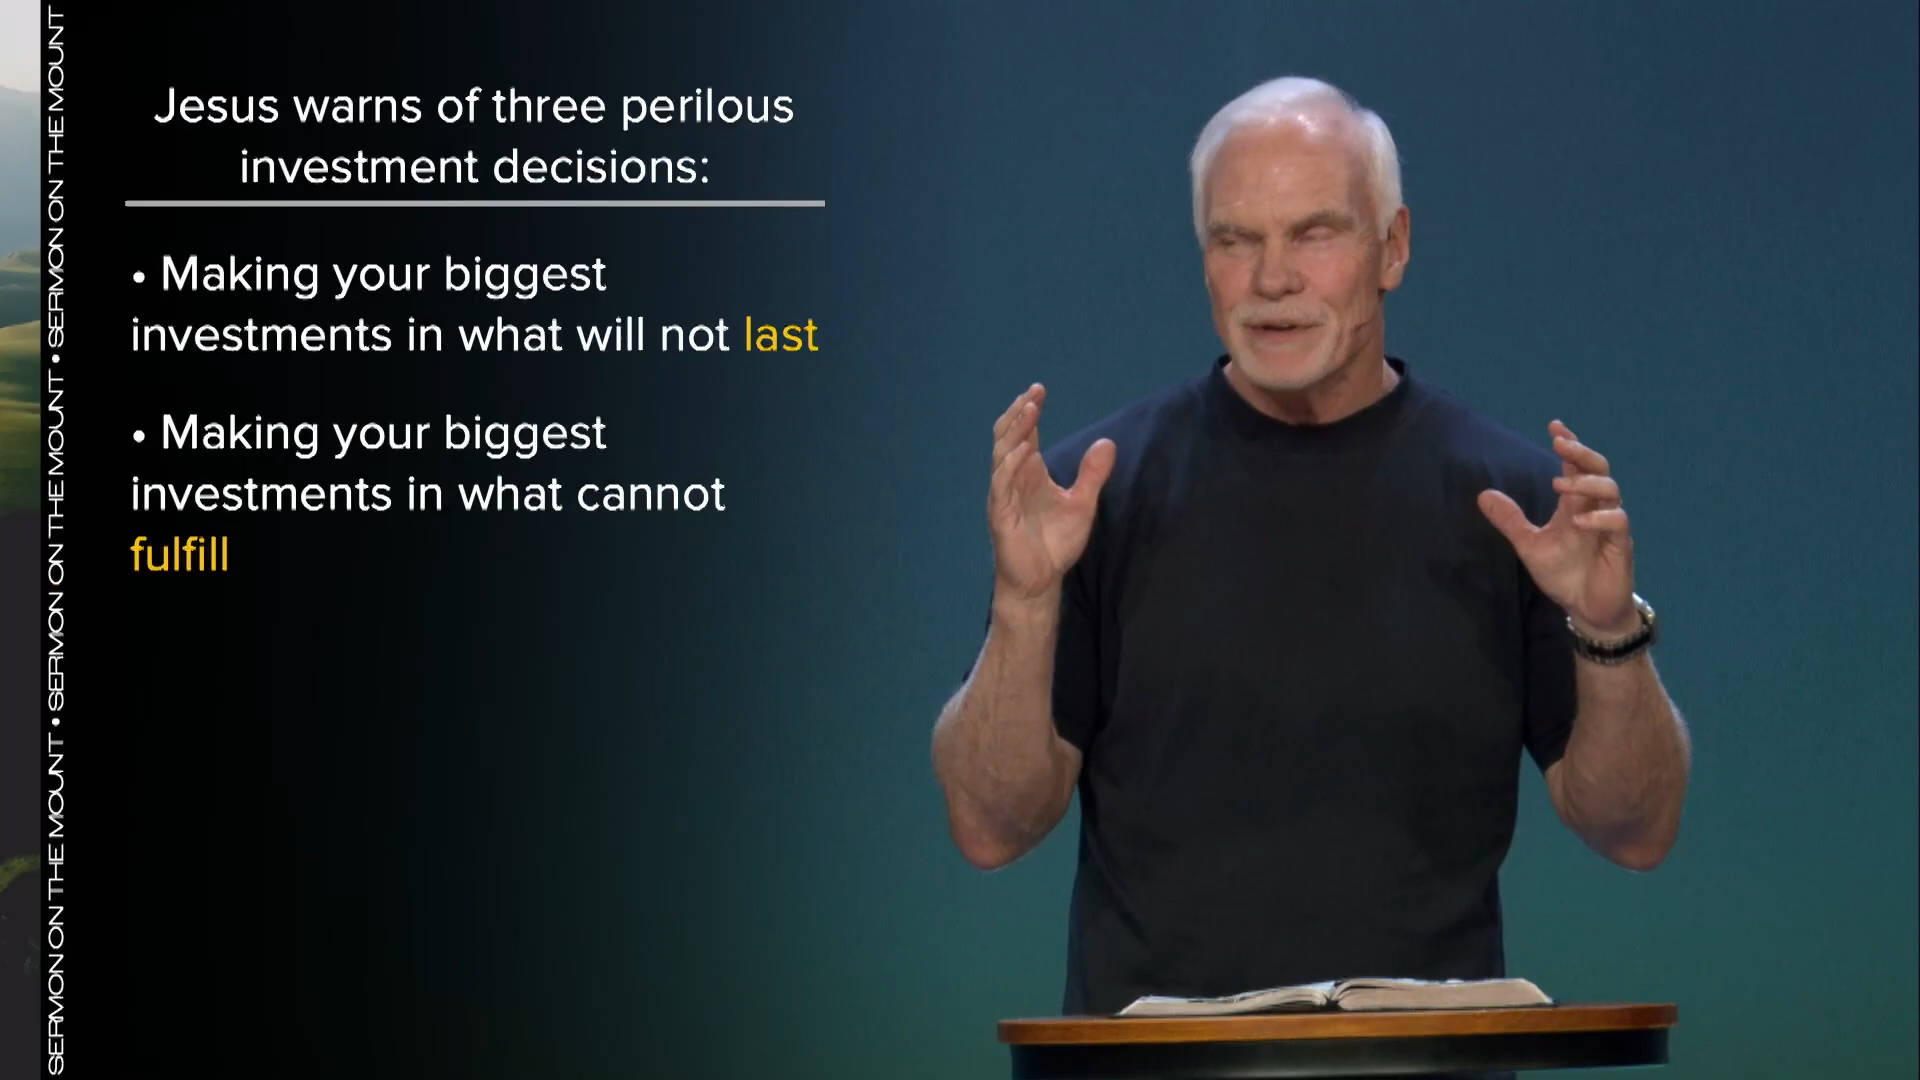 Jesus warns of three perilous
investment decisions:
• Making your biggest
investments in what will not last
• Making your biggest
investments in what cannot
fulfill
SERMON ON THE MOUNT • SERMON ON THE MOUNT • SERMON ON THE MOUNT